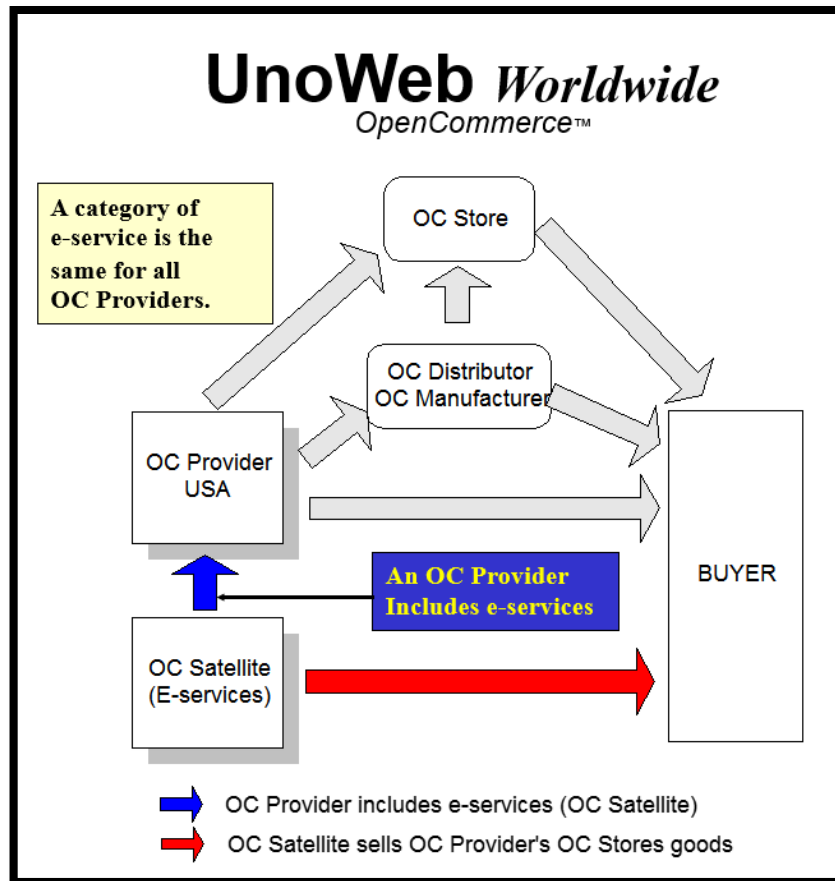 UnoWeb Worldwide
OpenCommerce™
A category of
e-service is the
same for all
OC Providers.
OC Store
OC Distributor
OC Manufacturer
OC Provider
USA
An OC Provider
Includes e-services
BUYER
OC Satellite
(E-services)
OC Provider includes e-services (OC Satellite)
OC Satellite sells OC Provider's OC Stores goods